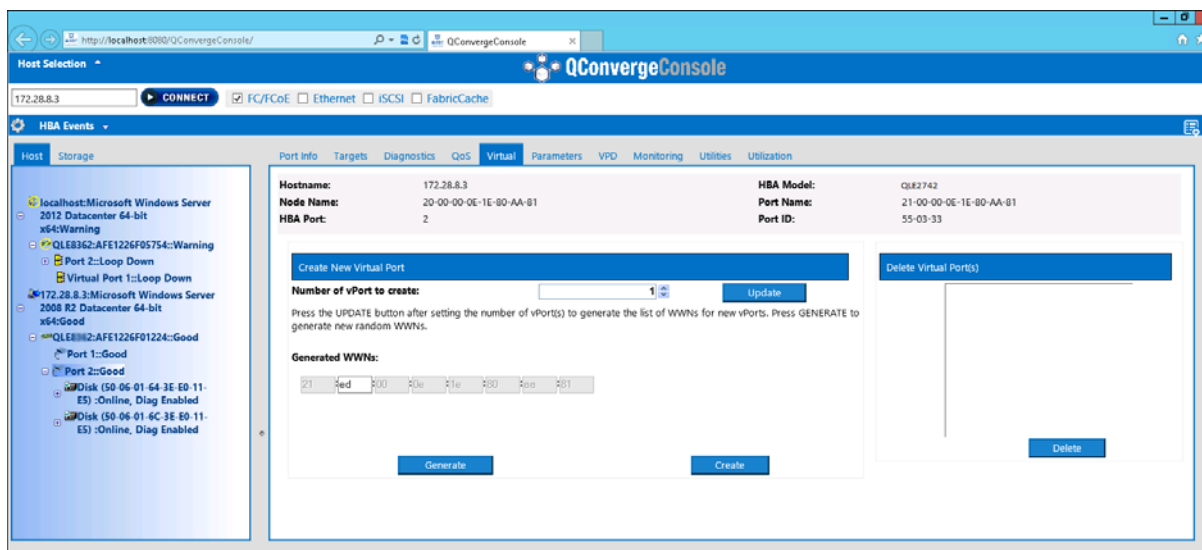 http://localhost:8080/QConvergeConsole/
QConvergeConsole
Host Selection
QConvergeConsole
172.28.8.3
CONNECT
FC/FCoE
Ethernet
iSCSI
FabricCache
HBA Events
Host
Storage
Port Info
Targets
Diagnostics
QoS
Virtual
Parameters
VPD
Monitoring
Utilities
Utilization
localhost:Microsoft Windows Server
2012 Datacenter 64-bit
x64:Warning
QLE8362:AFE1226F05754::Warning
Port 2::Loop Down
Virtual Port 1::Loop Down
172.28.8.3:Microsoft Windows Server
2008 R2 Datacenter 64-bit
x64:Good
Port 1::Good
Port 2::Good
Disk (50-06-01-64-3E-E0-11-
E5) :Online, Diag Enabled
Disk (50-06-01-6C-3E-E0-11-
E5) :Online, Diag Enabled
Hostname: 172.28.8.3
HBA Model: QLE2742
Node Name: 20-00-00-0E-1E-80-AA-81
Port Name: 21-00-00-0E-1E-80-AA-81
HBA Port: 2
Port ID: 55-03-33
Create New Virtual Port
Number of vPort to create: 1
Update
Press the UPDATE button after setting the number of vPort(s) to generate the list of WWNs for new vPorts. Press GENERATE to
generate new random WWNs.
Generated WWNs:
21 :ed :00 :0e :1e :80 :aa :81
Generate
Create
Delete Virtual Port(s)
Delete